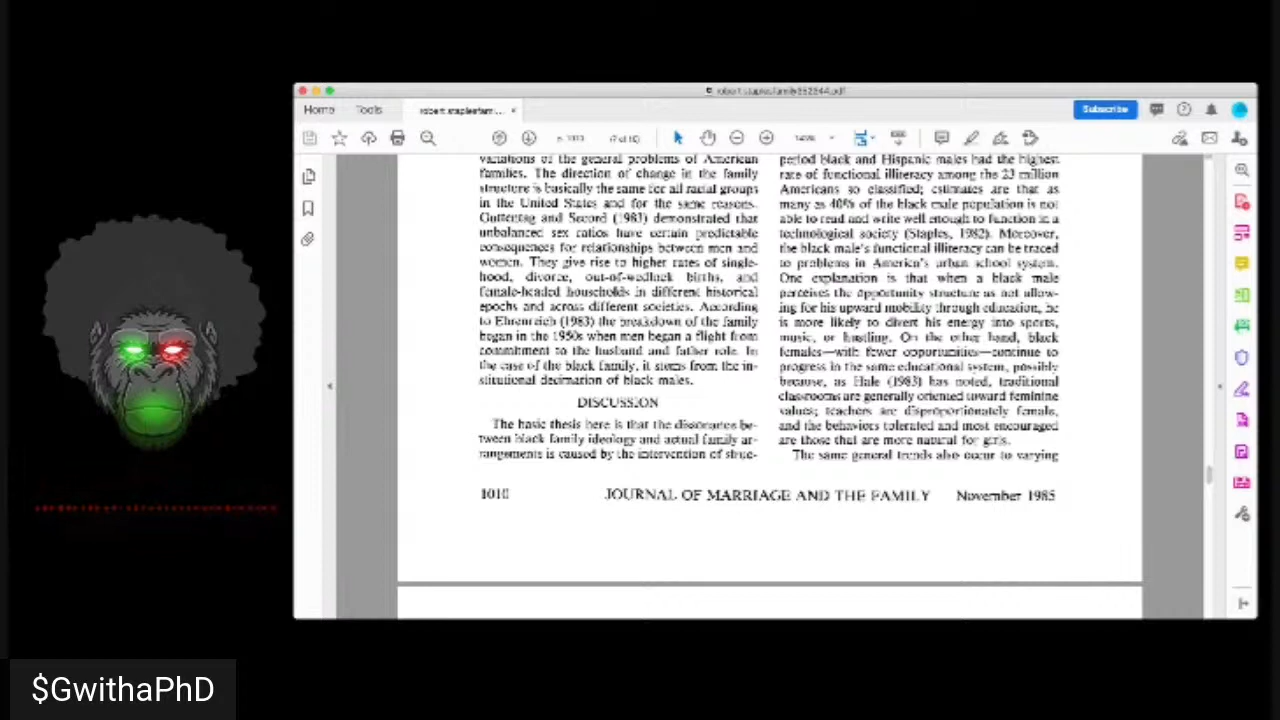 robert.staplesfamily352344.pdf
Home
Tools
robert.staplesfami...
Subscribe
variations of the general problems of American
families. The direction of change in the family
structure is basically the same for all racial groups
in the United States and for the same reasons.
Guttentag and Secord (1983) demonstrated that
unbalanced sex ratios have certain predictable
consequences for relationships between men and
women. They give rise to higher rates of single-
hood, divorce, out-of-wedlock births, and
female-headed households in different historical
epochs and across different societies. According
to Ehrenreich (1983) the breakdown of the family
began in the 1950s when men began a flight from
commitment to the husband and father role. In
the case of the black family, it stems from the in-
stitutional decimation of black males.
DISCUSSION
The basic thesis here is that the dissonance be-
tween black family ideology and actual family ar-
rangements is caused by the intervention of struc-
period black and Hispanic males had the highest
rate of functional illiteracy among the 23 million
Americans so classified; estimates are that as
many as 40% of the black male population is not
able to read and write well enough to function in a
technological society (Staples, 1982). Moreover,
the black male's functional illiteracy can be traced
to problems in America's urban school system.
One explanation is that when a black male
perceives the opportunity structure as not allow-
ing for his upward mobility through education, he
is more likely to divert his energy into sports,
music, or hustling. On the other hand, black
females—with fewer opportunities—continue to
progress in the same educational system, possibly
because, as Hale (1983) has noted, traditional
classrooms are generally oriented toward feminine
values; teachers are disproportionately female,
and the behaviors tolerated and most encouraged
are those that are more natural for girls.
The same general trends also occur to varying
1010 JOURNAL OF MARRIAGE AND THE FAMILY November 1985
$GwithaPhD